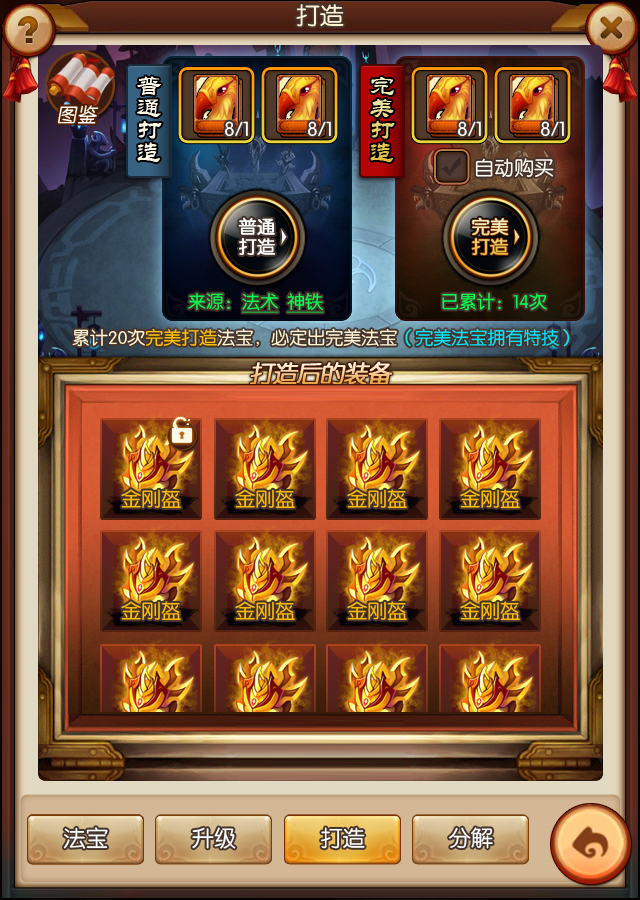 打造
?
图鉴
普通打造
8/1
8/1
普通
打造
来源：法术 神铁
完美打造
8/1
8/1
自动购买
完美
打造
已累计：14次
累计20次完美打造法宝，必定出完美法宝（完美法宝拥有特技）
打造后的装备
金刚盔 金刚盔 金刚盔 金刚盔
金刚盔 金刚盔 金刚盔 金刚盔
法宝 升级 打造 分解